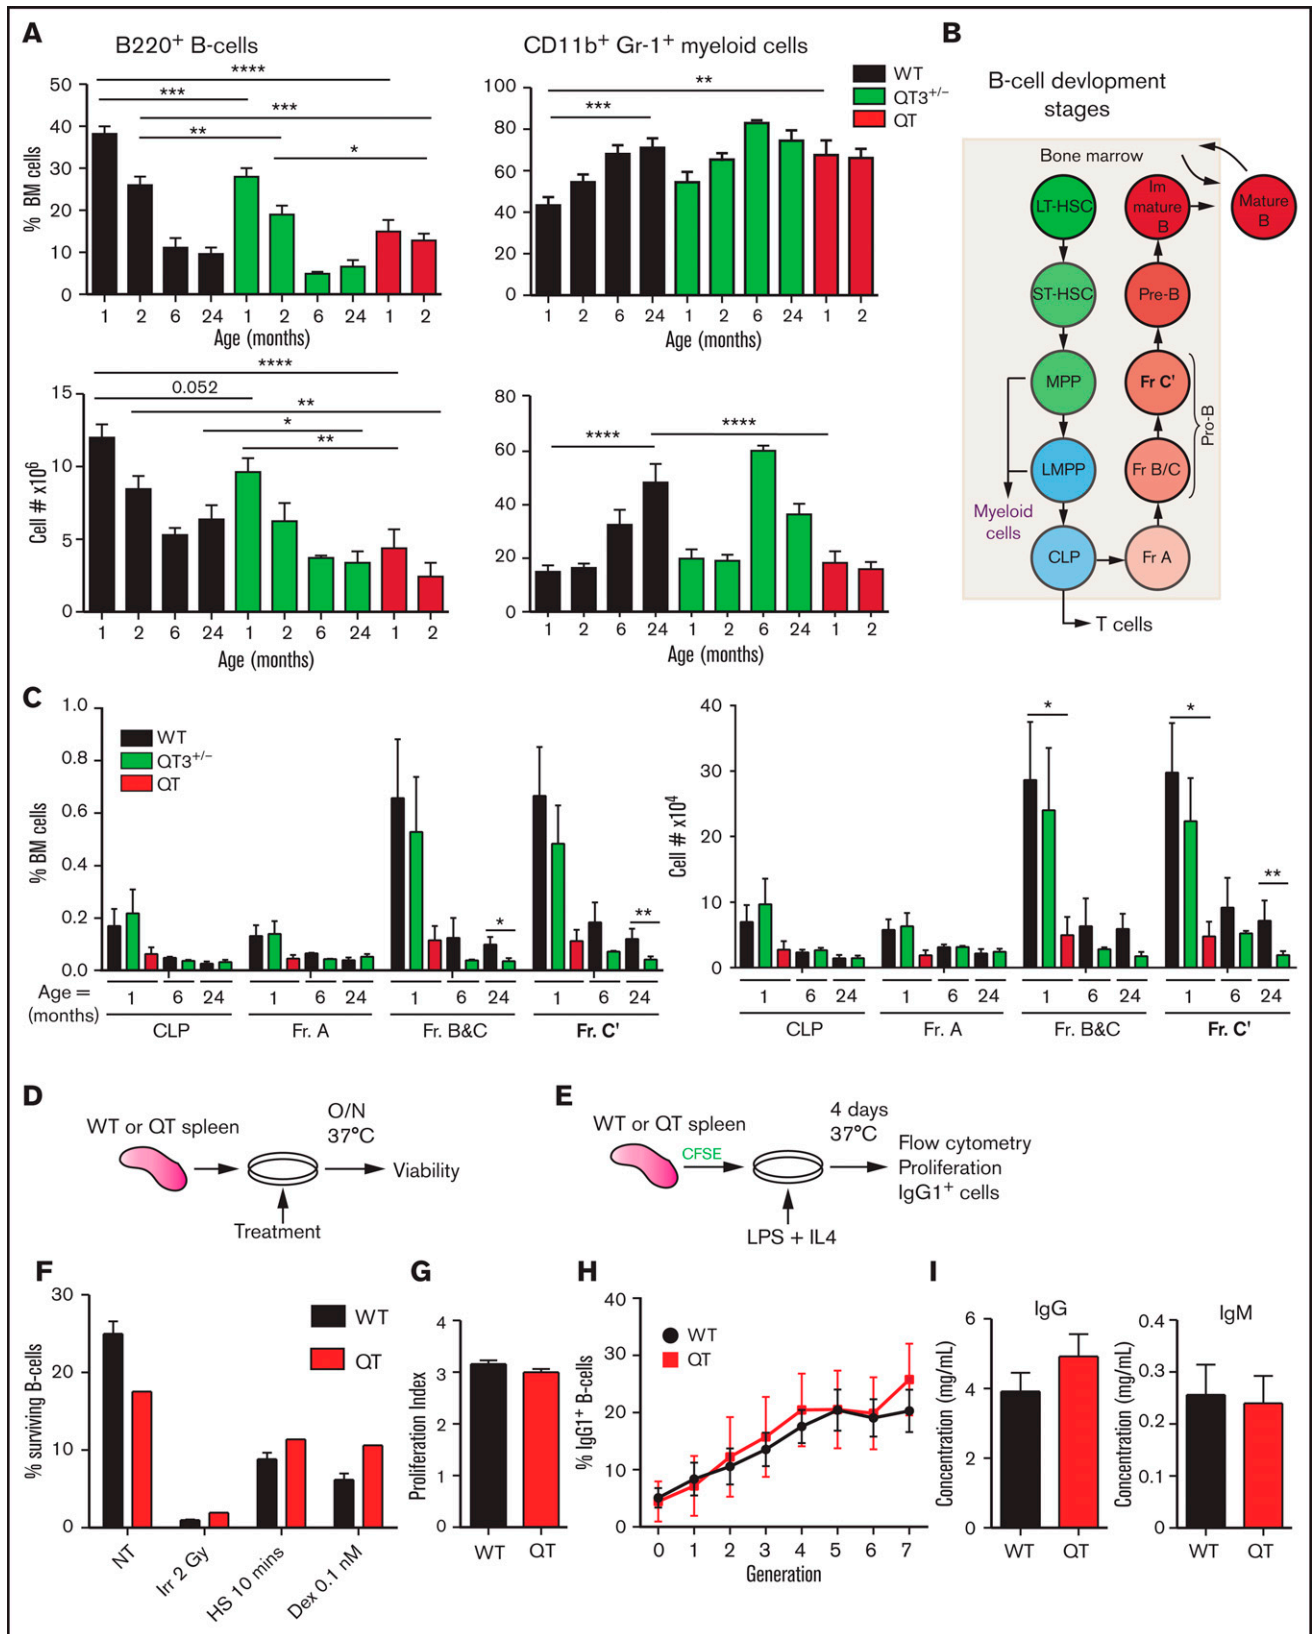 A
B220+ B-cells
CD11b+ Gr-1+ myeloid cells
WT
QT3+/−
QT
****
***
***
**
*
50
40
30
20
10
0
% BM cells
1 2 6 24 1 2 6 24 1 2
Age (months)
**
***
100
80
60
40
20
0
1 2 6 24 1 2 6 24 1 2
Age (months)
****
0.052
**
*
**
15
10
5
0
Cell # x10⁶
1 2 6 24 1 2 6 24 1 2
Age (months)
****
****
80
60
40
20
0
1 2 6 24 1 2 6 24 1 2
Age (months)
B
B-cell devlopment
stages
Bone marrow
LT-HSC
Im
mature
B
Mature
B
ST-HSC
Pre-B
MPP
Fr C'
Pro-B
LMPP
Fr B/C
Myeloid
cells
CLP
Fr A
T cells
C
WT
QT3+/−
QT
1.0
0.8
0.6
0.4
0.2
0.0
% BM cells
*
**
Age =
(months)
1 6 24 1 6 24 1 6 24 1 6 24
CLP Fr. A Fr. B&C Fr. C'
40
30
20
10
0
Cell # x10⁴
*
*
**
1 6 24 1 6 24 1 6 24 1 6 24
CLP Fr. A Fr. B&C Fr. C'
D
WT or QT spleen
O/N
37°C
Viability
Treatment
E
WT or QT spleen
CFSE
4 days
37°C
Flow cytometry
Proliferation
IgG1+ cells
LPS + IL4
F
30
20
10
0
% surviving B-cells
WT
QT
NT
Irr 2 Gy
HS 10 mins
Dex 0.1 nM
G
4
3
2
1
0
Proliferation Index
WT QT
H
40
30
20
10
0
% IgG1+ B-cells
WT
QT
0 1 2 3 4 5 6 7
Generation
I
IgG
6
4
2
0
Concentration (mg/mL)
WT QT
IgM
0.4
0.3
0.2
0.1
0
Concentration (mg/mL)
WT QT